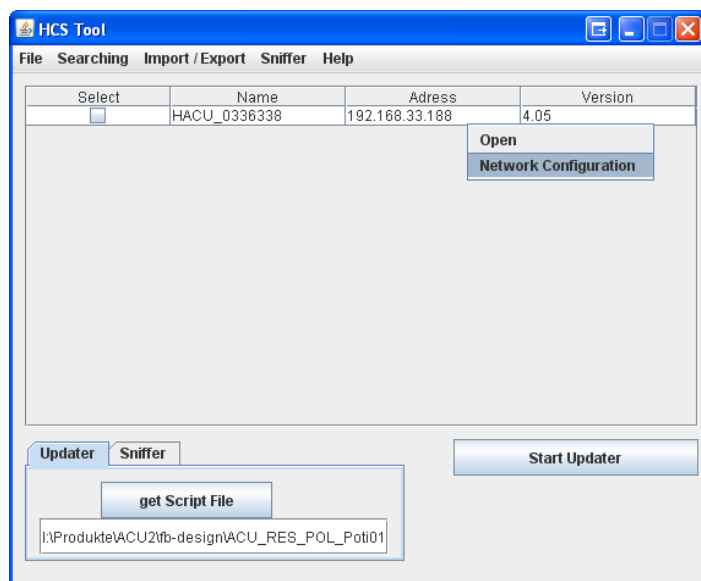 HCS Tool
File Searching Import / Export Sniffer Help
Select Name Adress Version
HACU_0336338 192.168.33.188 4.05
Open
Network Configuration
Updater Sniffer
Start Updater
get Script File
I:\Produkte\ACU2\fb-design\ACU_RES_POL_Poti01